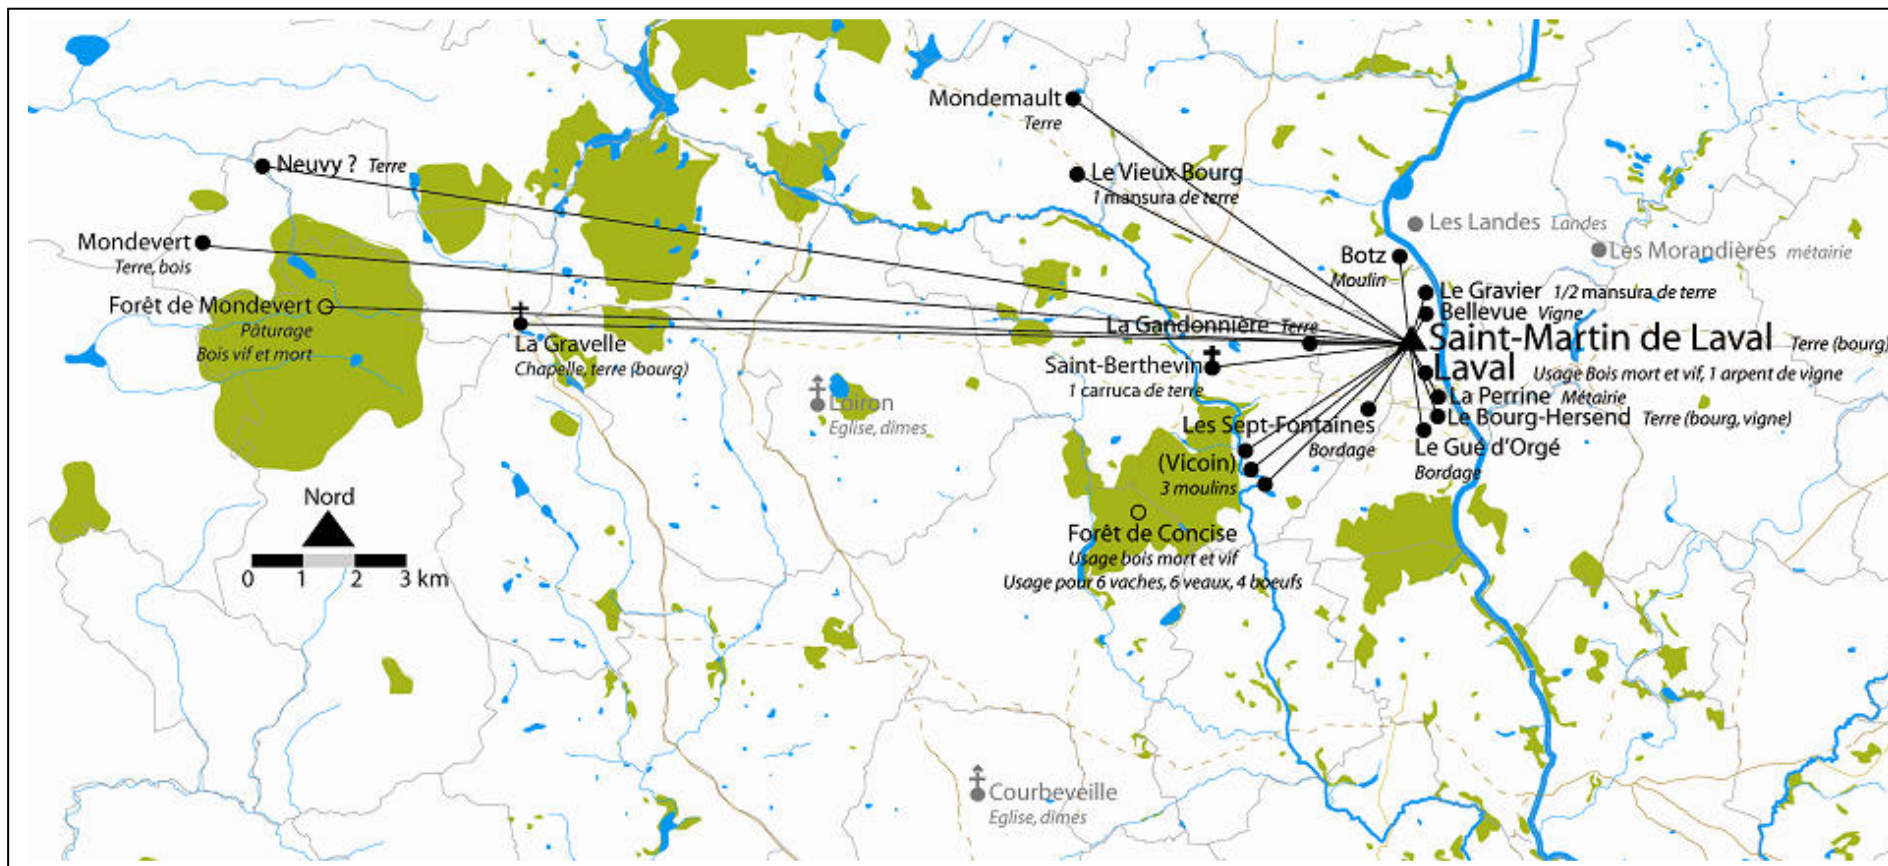 Mondemault
Terre
Neuvy ? Terre
Le Vieux Bourg
1 mansura de terre
Les Landes Landes
Mondevert
Terre, bois
Botz
Moulin
Les Morandières métairie
Forêt de Mondevert
Pâturage
Bois vif et mort
Le Gravier 1/2 mansura de terre
Bellevue Vigne
La Gandonnière Terre
Saint-Martin de Laval Terre (bourg)
La Gravelle
Chapelle, terre (bourg)
Saint-Berthevin
1 carruca de terre
Laval Usage Bois mort et vif, 1 arpent de vigne
La Perrine Métairie
Loiron
Eglise, dîmes
Le Bourg-Hersend Terre (bourg, vigne)
Les Sept-Fontaines
Bordage
Le Gué d'Orgé
Bordage
(Vicoin)
3 moulins
Nord
0 1 2 3 km
Forêt de Concise
Usage bois mort et vif
Usage pour 6 vaches, 6 veaux, 4 boeufs
Courbeveille
Eglise, dîmes